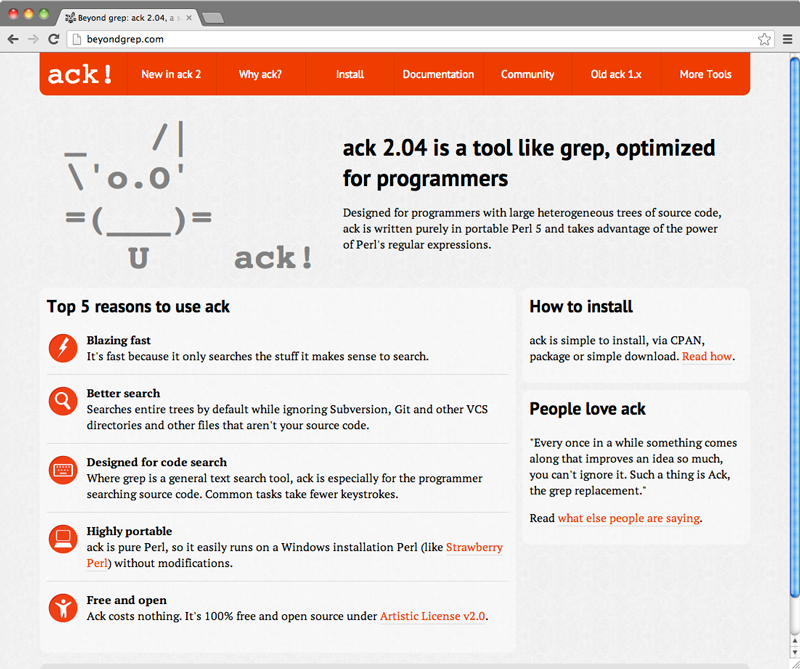 Beyond grep: ack 2.04, a s
beyondgrep.com
ack!
New in ack 2
Why ack?
Install
Documentation
Community
Old ack 1.x
More Tools
_   /|
\'o.O'
=(___)=
U    ack!
ack 2.04 is a tool like grep, optimized
for programmers
Designed for programmers with large heterogeneous trees of source code,
ack is written purely in portable Perl 5 and takes advantage of the power
of Perl's regular expressions.
Top 5 reasons to use ack
Blazing fast
It's fast because it only searches the stuff it makes sense to search.
Better search
Searches entire trees by default while ignoring Subversion, Git and other VCS
directories and other files that aren't your source code.
Designed for code search
Where grep is a general text search tool, ack is especially for the programmer
searching source code. Common tasks take fewer keystrokes.
Highly portable
ack is pure Perl, so it easily runs on a Windows installation Perl (like Strawberry
Perl) without modifications.
Free and open
Ack costs nothing. It's 100% free and open source under Artistic License v2.0.
How to install
ack is simple to install, via CPAN,
package or simple download. Read how.
People love ack
"Every once in a while something comes
along that improves an idea so much,
you can't ignore it. Such a thing is Ack,
the grep replacement."
Read what else people are saying.